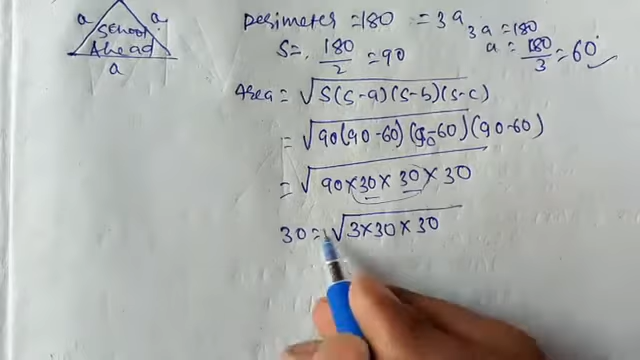 a a
School
Ahead
a
perimeter = 180 = 3a 3a = 180
S = 180/2 = 90 a = 180/3 = 60
Area = √S(S-a)(S-b)(S-c)
= √90(90-60)(90-60)(90-60)
= √90×30×30×30
30=√3×30×30